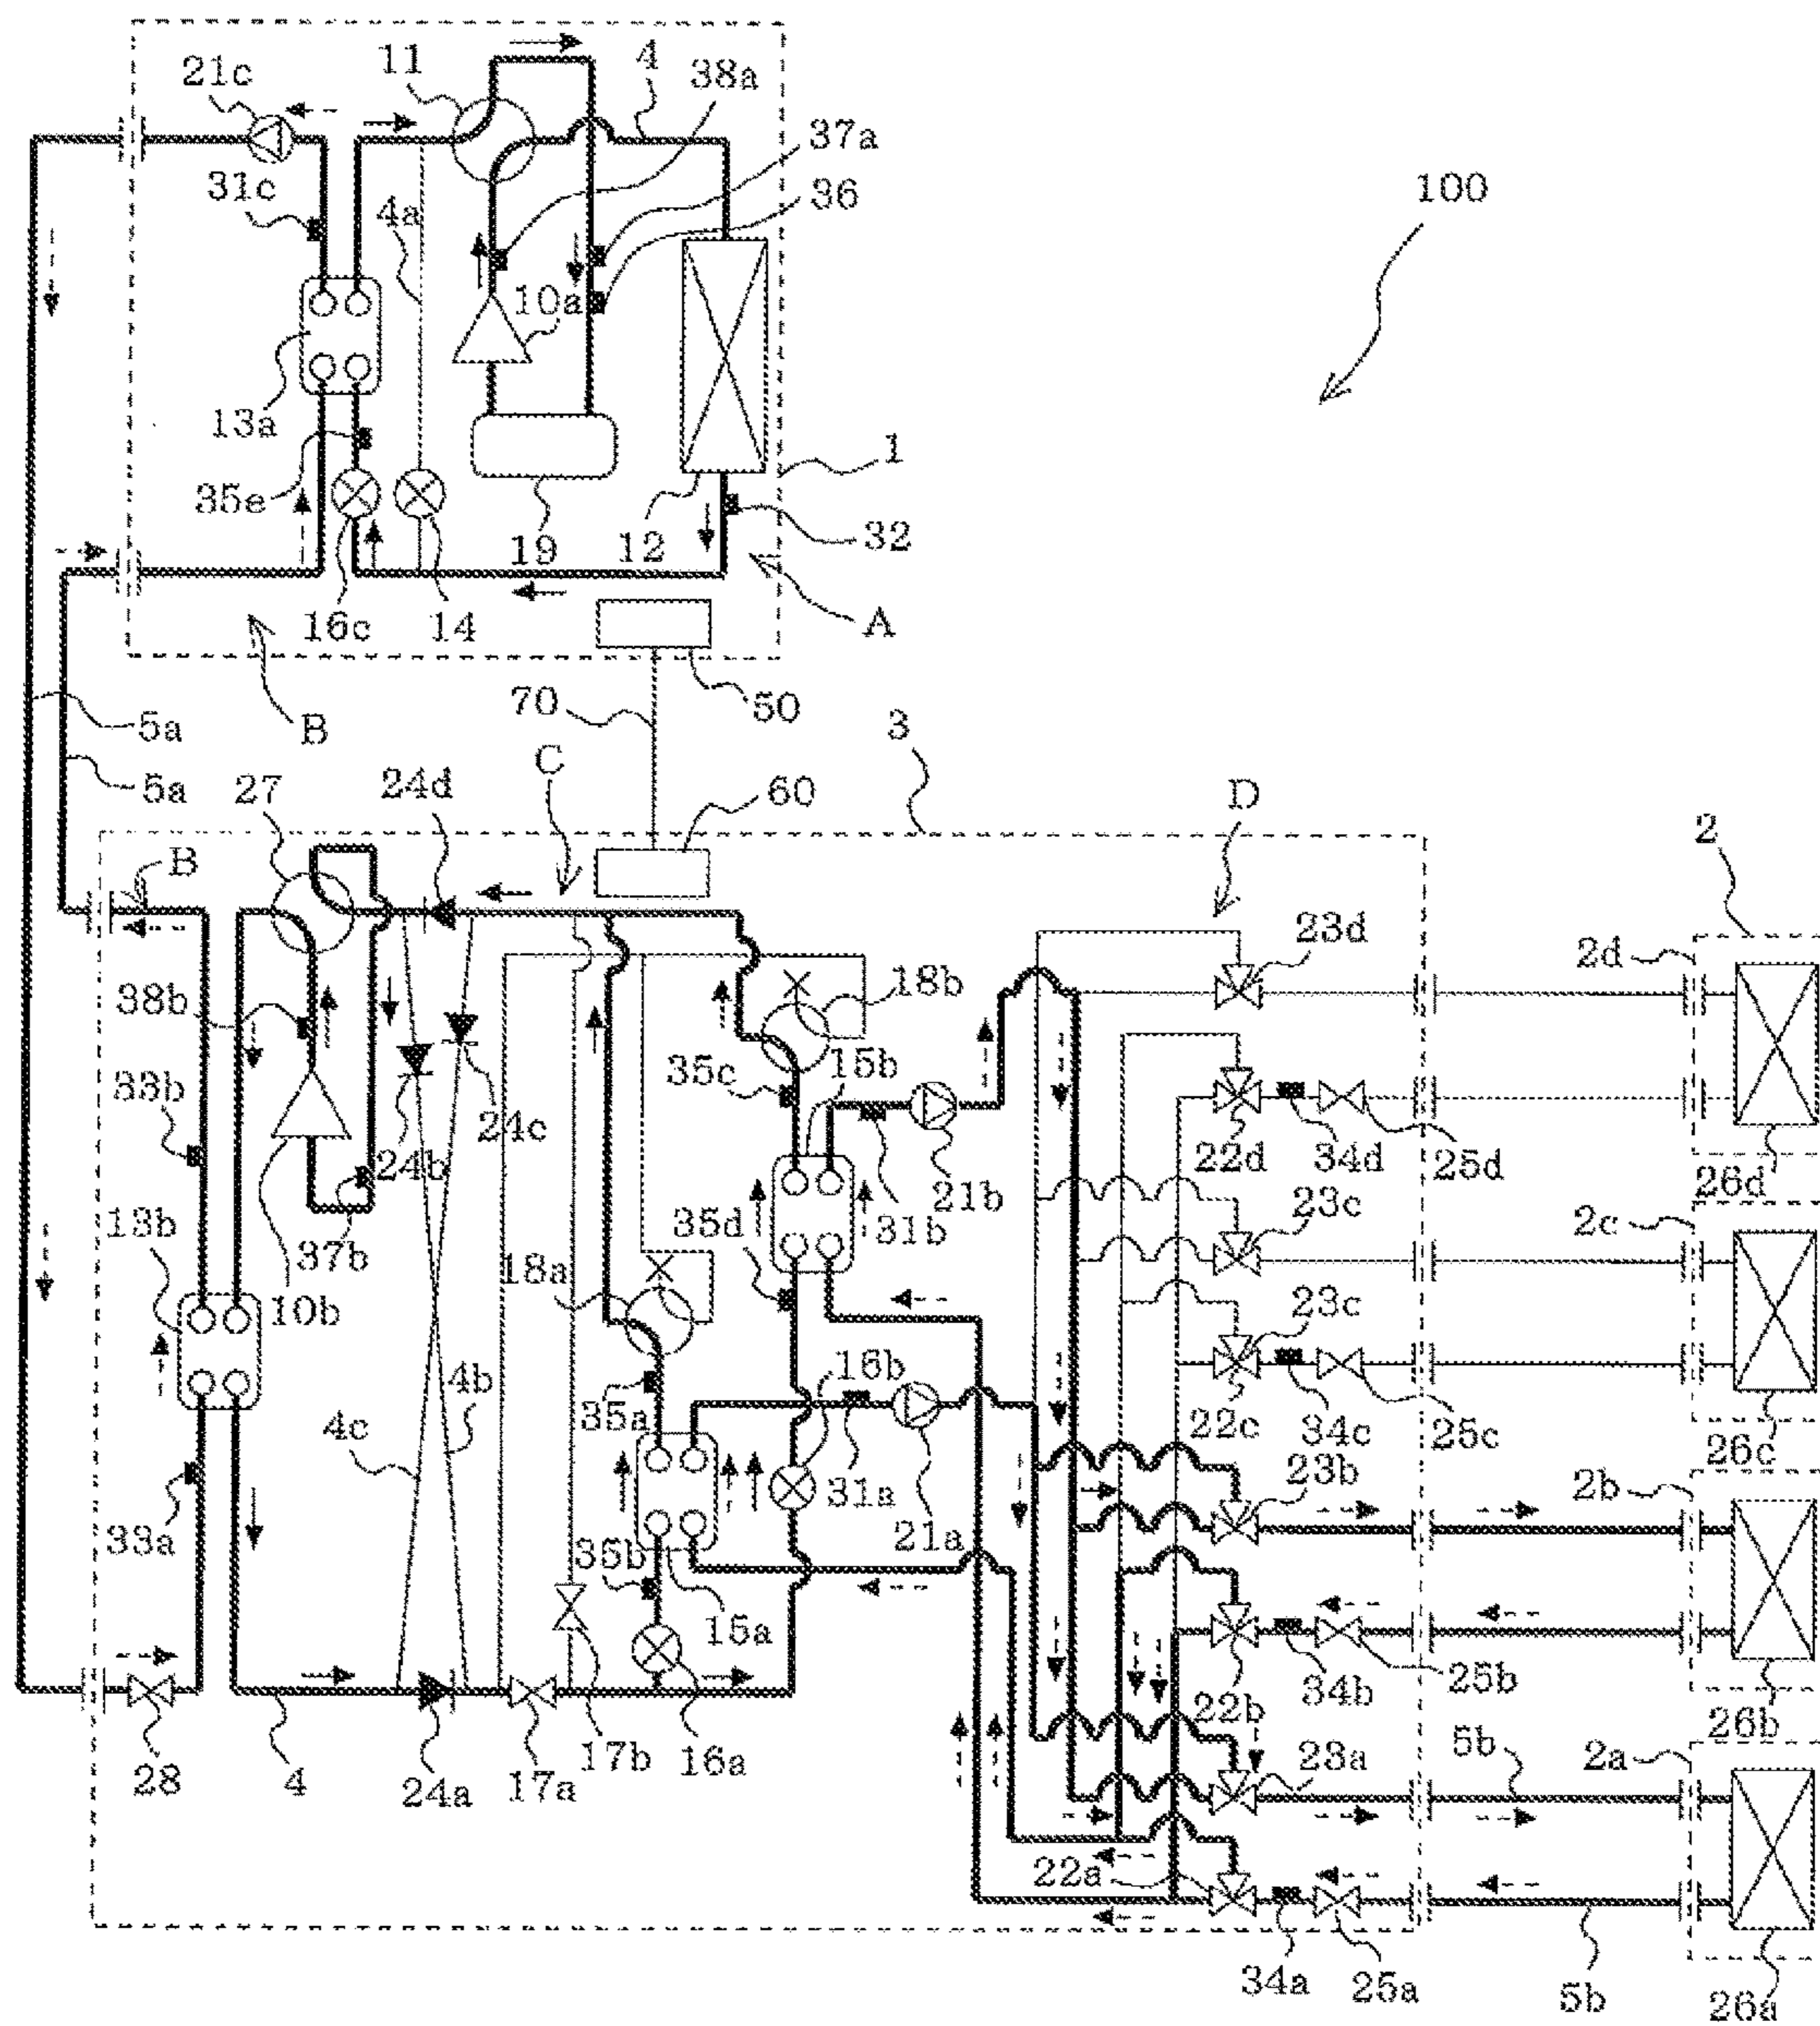 21c
11
4
38a
37a
36
100
31c
4a
10a
13a
1
35e
32
19
12
16c
14
A
B
70
50
5a
3
5a
27
24d
C
60
D
2
B
23d
2d
38b
18b
15b
35c
33b
24c
24b
22d
34d
25d
26d
21b
23c
13b
37b
35d
31b
2c
18a
10b
23c
16b
4b
35a
4c
22c
34c
25c
26c
31a
23b
2b
33a
21a
36b
15a
34b
25b
22b
26b
17b
16a
5b
2a
28
4
24a
17a
23a
22a
34a
25a
5b
26a